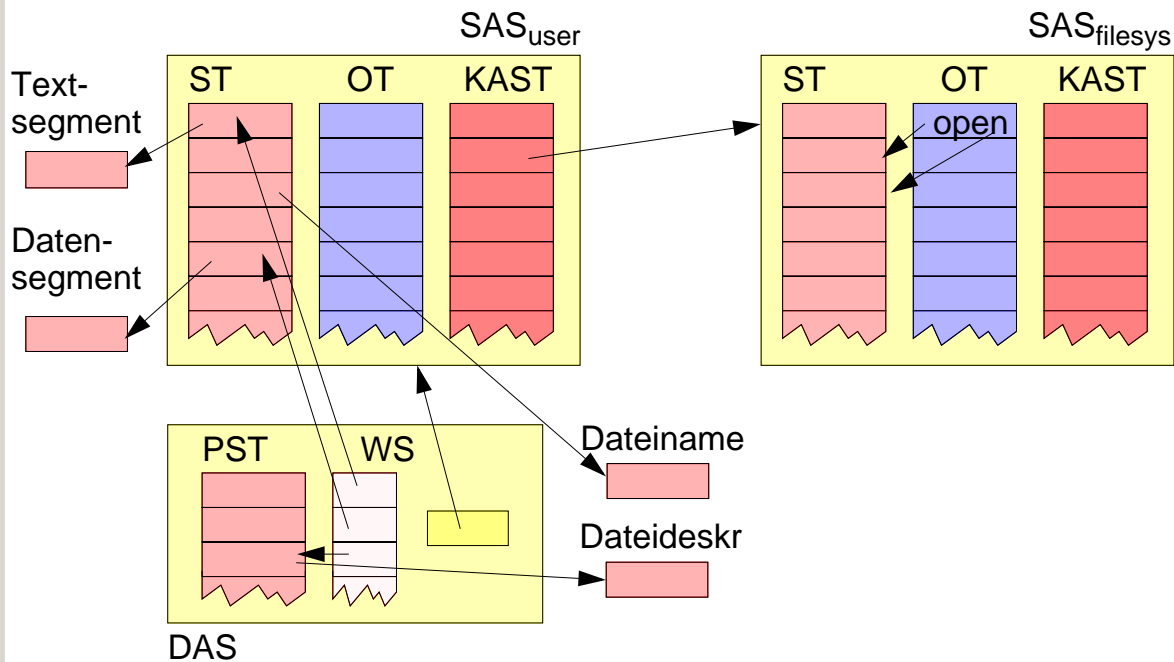 SASuser
SASfilesys
Text-
segment
ST
OT
KAST
ST
OT
KAST
open
Daten-
segment
PST
WS
Dateiname
Dateideskr
DAS